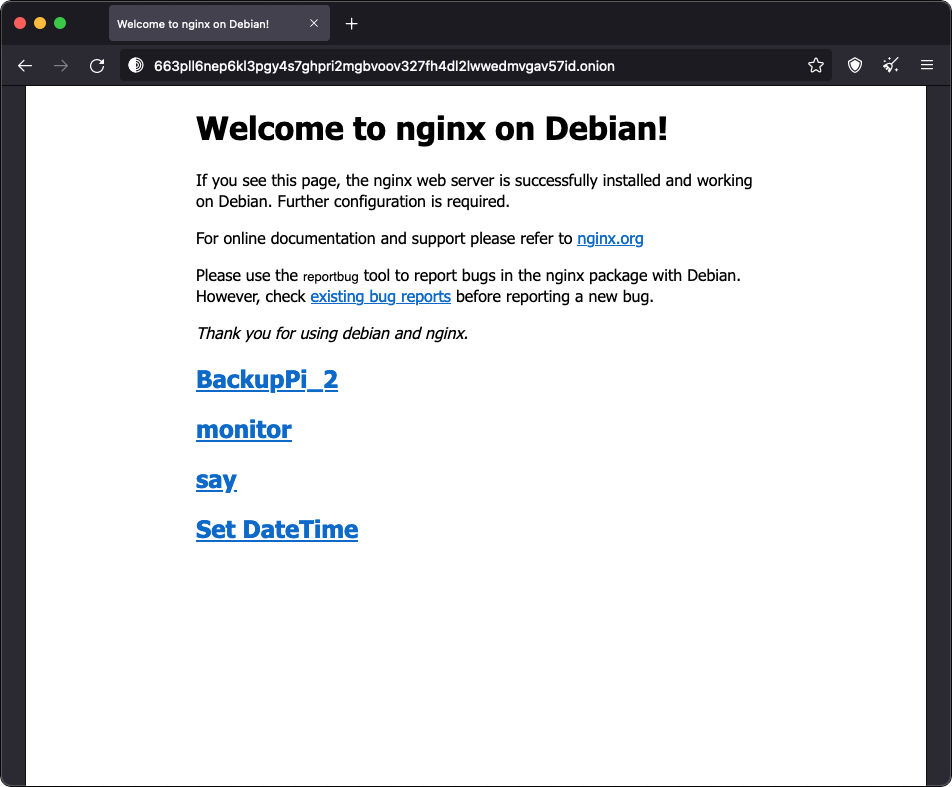 Welcome to nginx on Debian!
663pll6nep6kl3pgy4s7ghpri2mgbvoov327fh4dl2lwwedmvgav57id.onion
Welcome to nginx on Debian!
If you see this page, the nginx web server is successfully installed and working
on Debian. Further configuration is required.
For online documentation and support please refer to nginx.org
Please use the reportbug tool to report bugs in the nginx package with Debian.
However, check existing bug reports before reporting a new bug.
Thank you for using debian and nginx.
BackupPi_2
monitor
say
Set DateTime